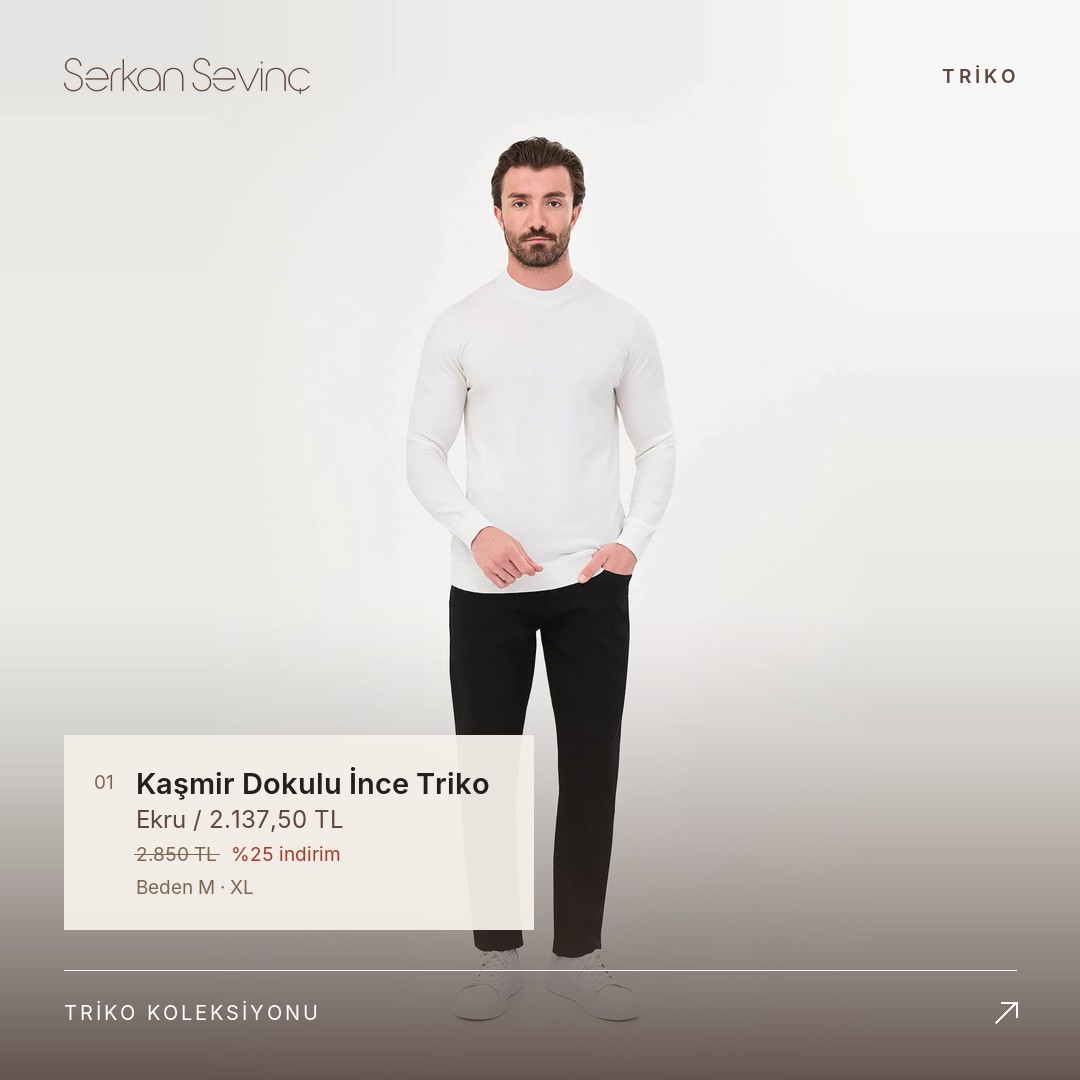 Serkan Sevinç
TRİKO
01 Kaşmir Dokulu İnce Triko
Ekru / 2.137,50 TL
2.850 TL %25 indirim
Beden M · XL
TRİKO KOLEKSİYONU